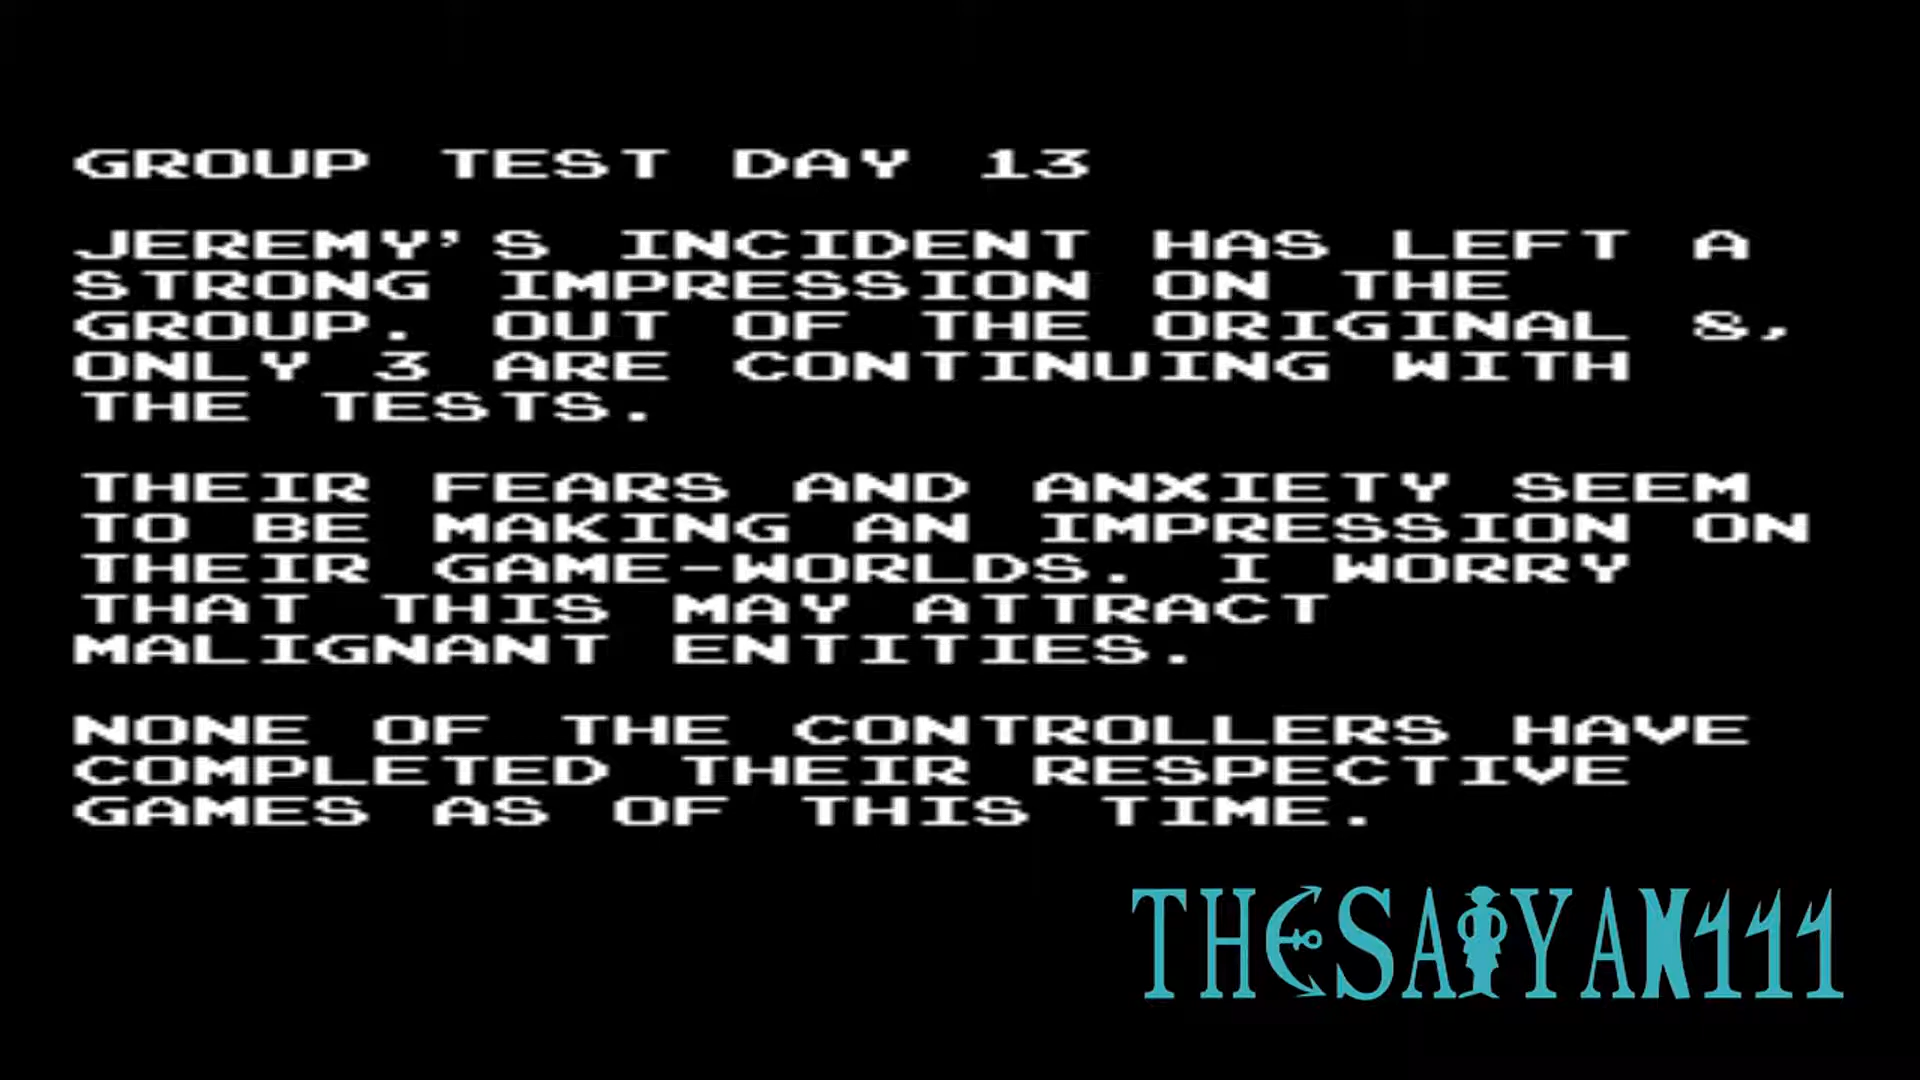 GROUP TEST DAY 13
JEREMY'S INCIDENT HAS LEFT A
STRONG IMPRESSION ON THE
GROUP. OUT OF THE ORIGINAL 8,
ONLY 3 ARE CONTINUING WITH
THE TESTS.
THEIR FEARS AND ANXIETY SEEM
TO BE MAKING AN IMPRESSION ON
THEIR GAME-WORLDS. I WORRY
THAT THIS MAY ATTRACT
MALIGNANT ENTITIES.
NONE OF THE CONTROLLERS HAVE
COMPLETED THEIR RESPECTIVE
GAMES AS OF THIS TIME.
THESAIYAN111